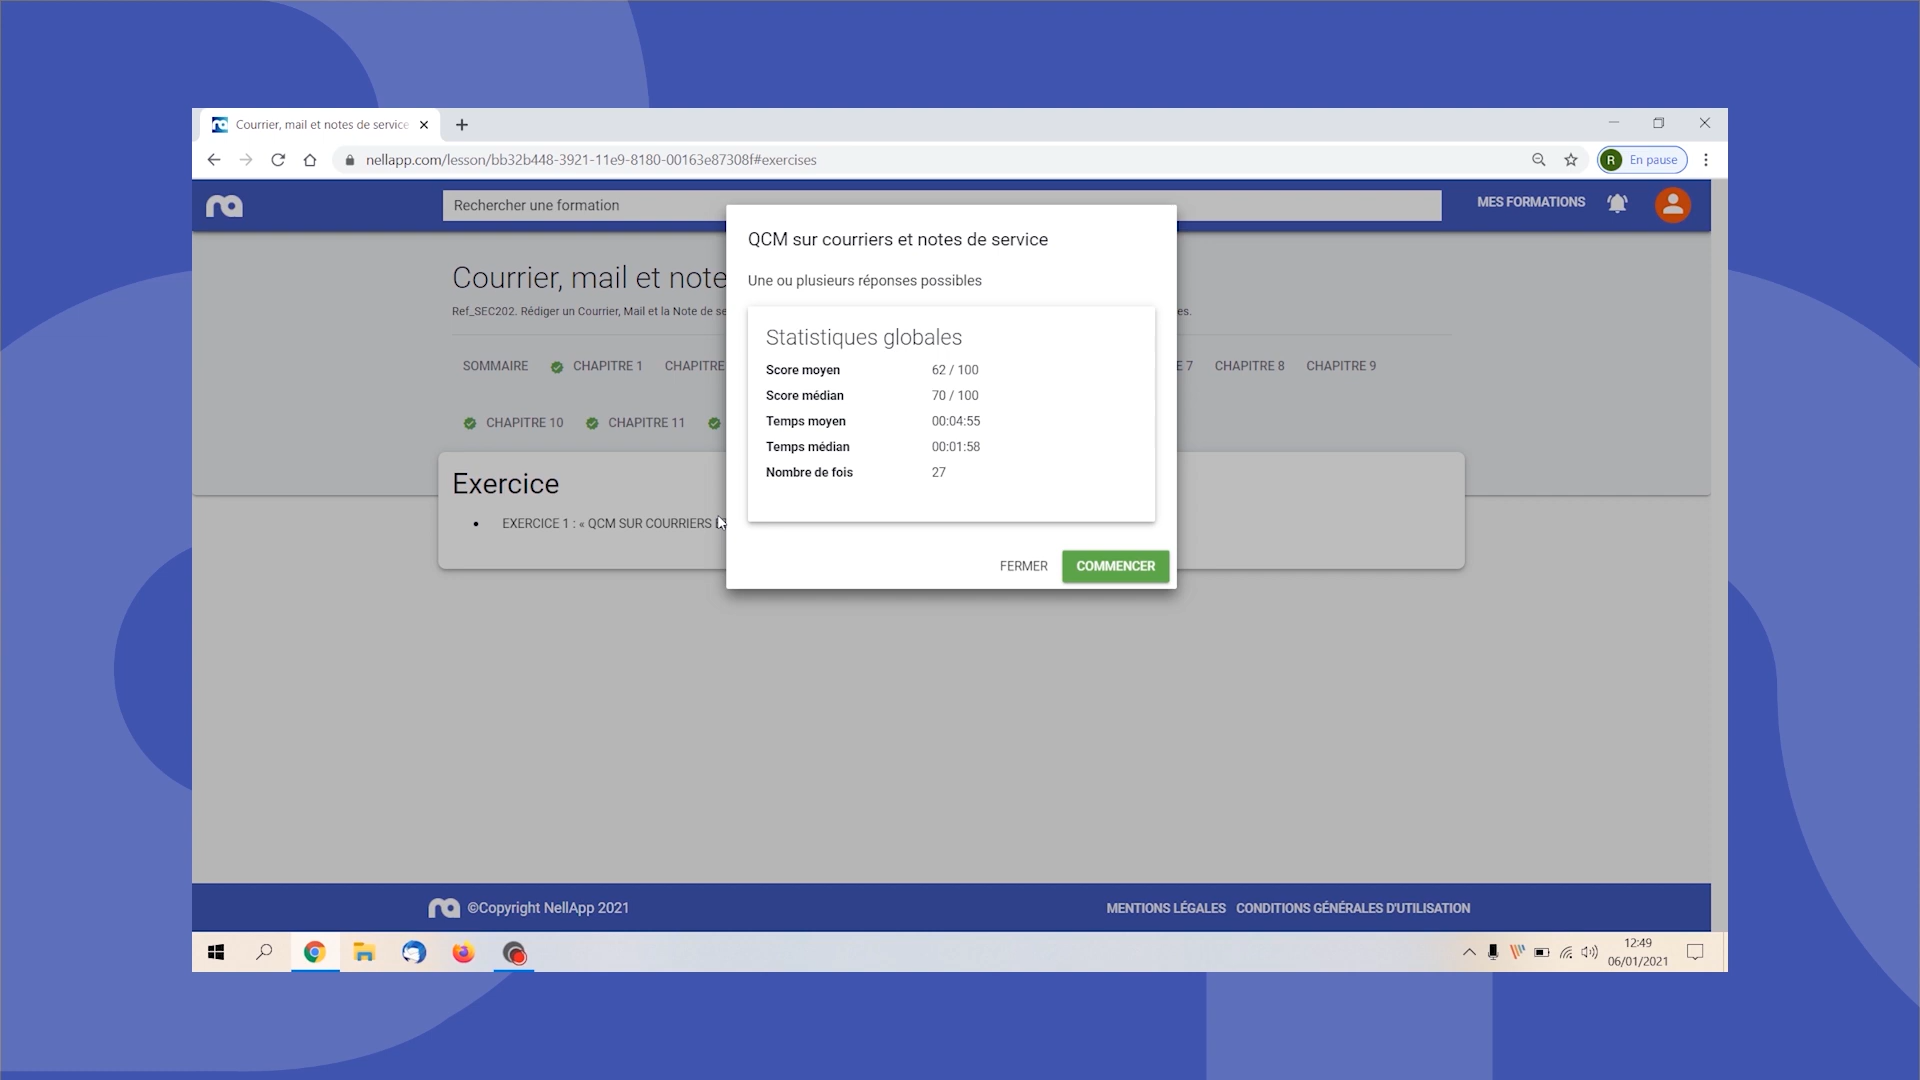 Courrier, mail et notes de service
nellapp.com/lesson/bb32b448-3921-11e9-8180-00163e87308f#exercises
R En pause
Rechercher une formation
MES FORMATIONS
Courrier, mail et note
Ref_SEC202. Rédiger un Courrier, Mail et la Note de se
es.
SOMMAIRE CHAPITRE 1 CHAPITRE E 7 CHAPITRE 8 CHAPITRE 9
CHAPITRE 10 CHAPITRE 11
Exercice
EXERCICE 1 : « QCM SUR COURRIERS
QCM sur courriers et notes de service
Une ou plusieurs réponses possibles
Statistiques globales
Score moyen 62 / 100
Score médian 70 / 100
Temps moyen 00:04:55
Temps médian 00:01:58
Nombre de fois 27
FERMER COMMENCER
©Copyright NellApp 2021
MENTIONS LÉGALES CONDITIONS GÉNÉRALES D'UTILISATION
12:49
06/01/2021